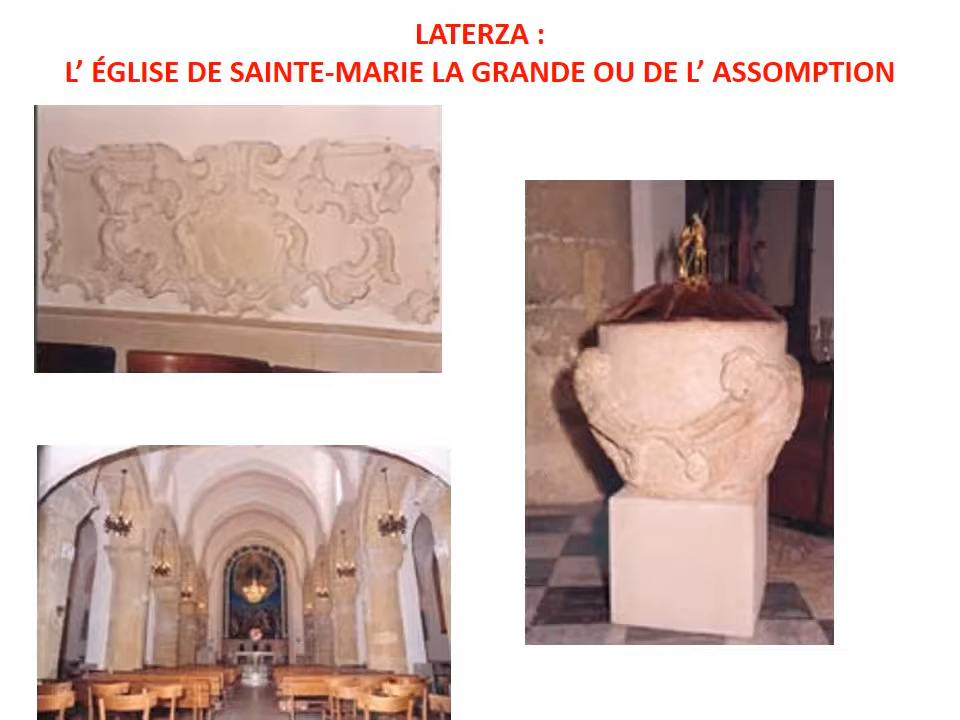 LATERZA :
L’ ÉGLISE DE SAINTE-MARIE LA GRANDE OU DE L’ ASSOMPTION